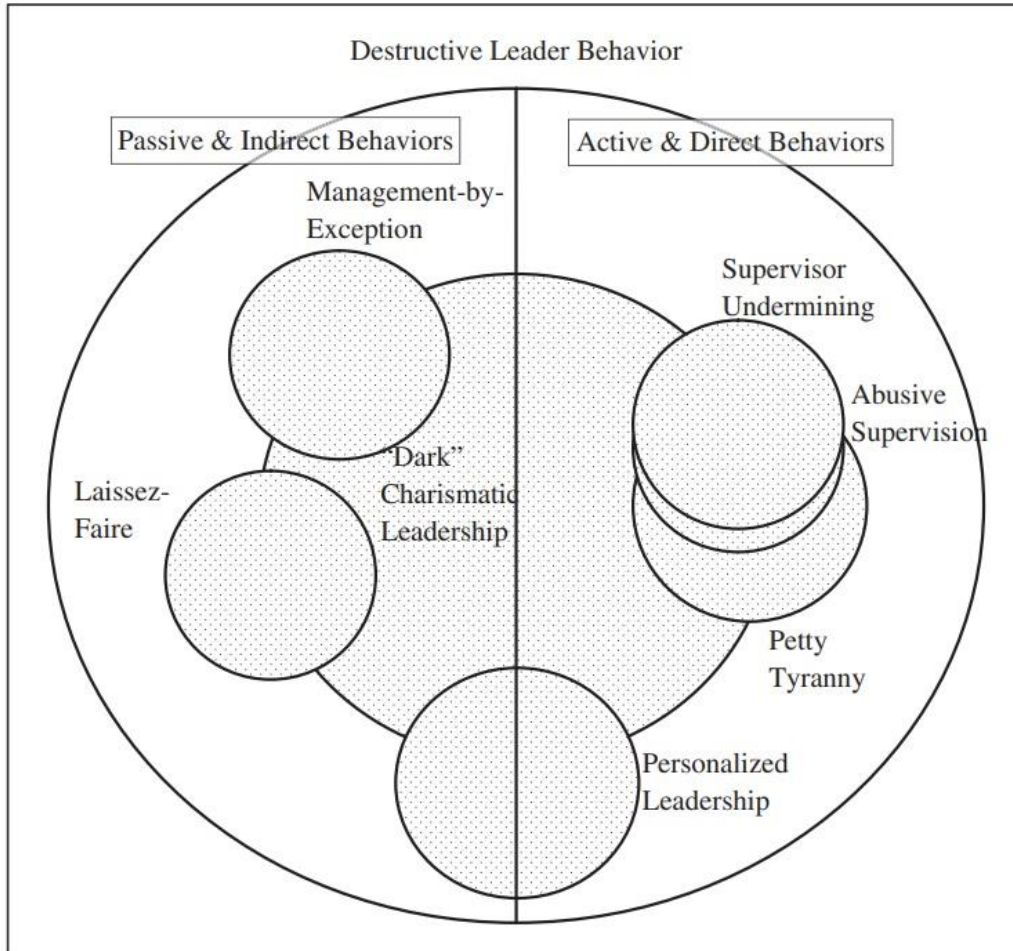 Destructive Leader Behavior
Passive & Indirect Behaviors
Active & Direct Behaviors
Management-by-
Exception
Supervisor
Undermining
Abusive
Supervision
"Dark"
Charismatic
Leadership
Laissez-
Faire
Petty
Tyranny
Personalized
Leadership